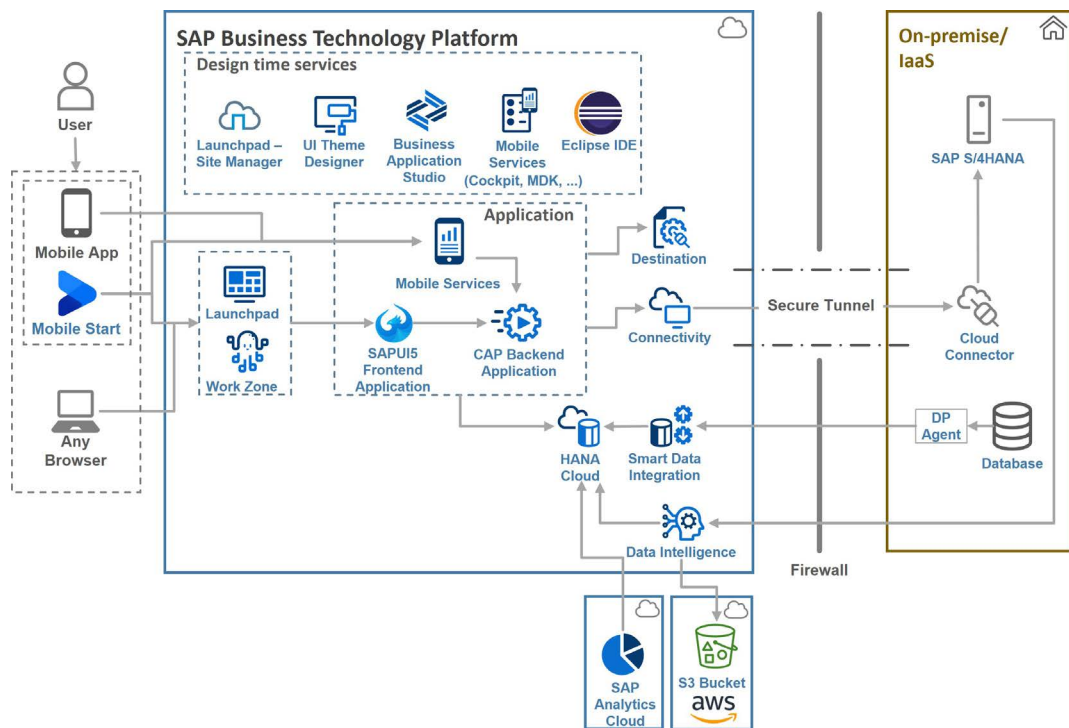 SAP Business Technology Platform
Design time services
Launchpad –
Site Manager
UI Theme
Designer
Business
Application
Studio
Mobile
Services
(Cockpit, MDK, ...)
Eclipse IDE
On-premise/
IaaS
User
SAP S/4HANA
Mobile App
Mobile Start
Any
Browser
Launchpad
Work Zone
Application
Mobile Services
SAPUI5
Frontend
Application
CAP Backend
Application
Destination
Connectivity
Secure Tunnel
Cloud
Connector
HANA
Cloud
Smart Data
Integration
DP
Agent
Database
Data Intelligence
Firewall
SAP
Analytics
Cloud
S3 Bucket
aws